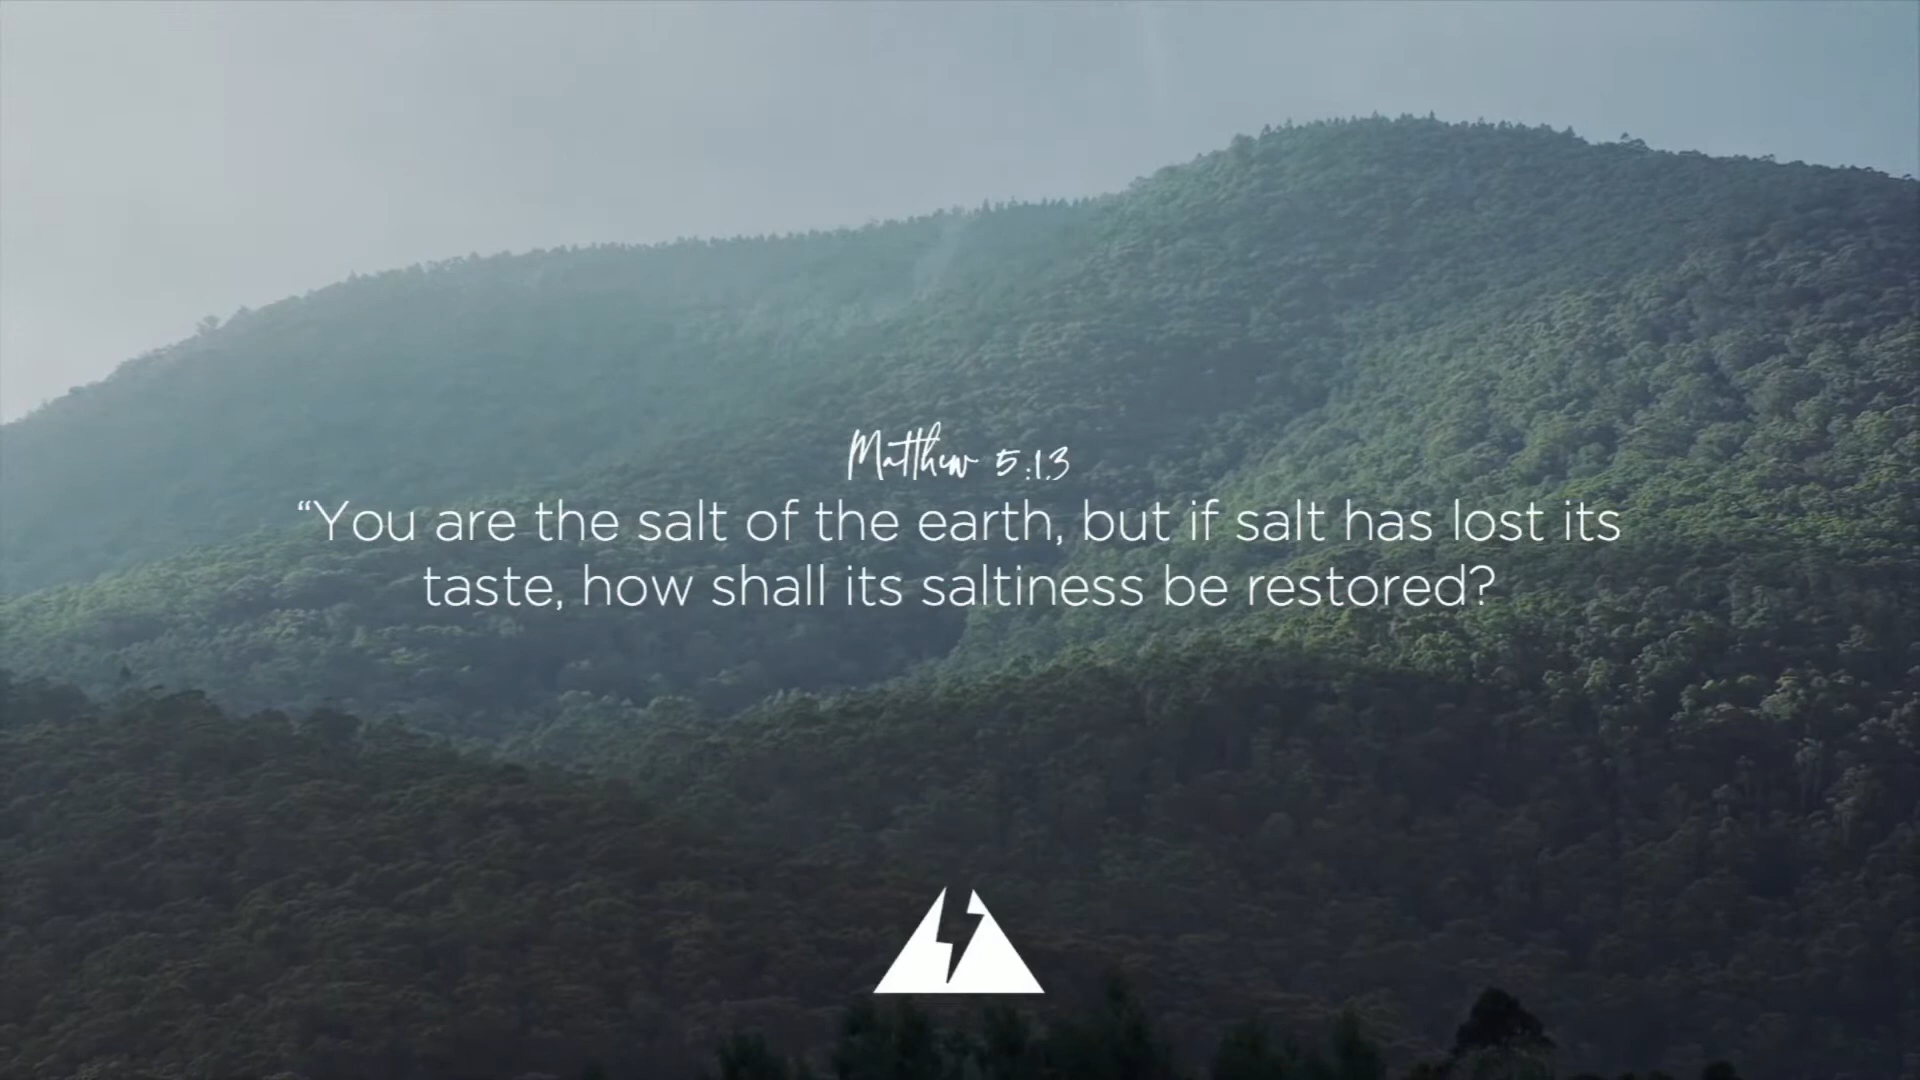 Matthew 5:13
“You are the salt of the earth, but if salt has lost its
taste, how shall its saltiness be restored?